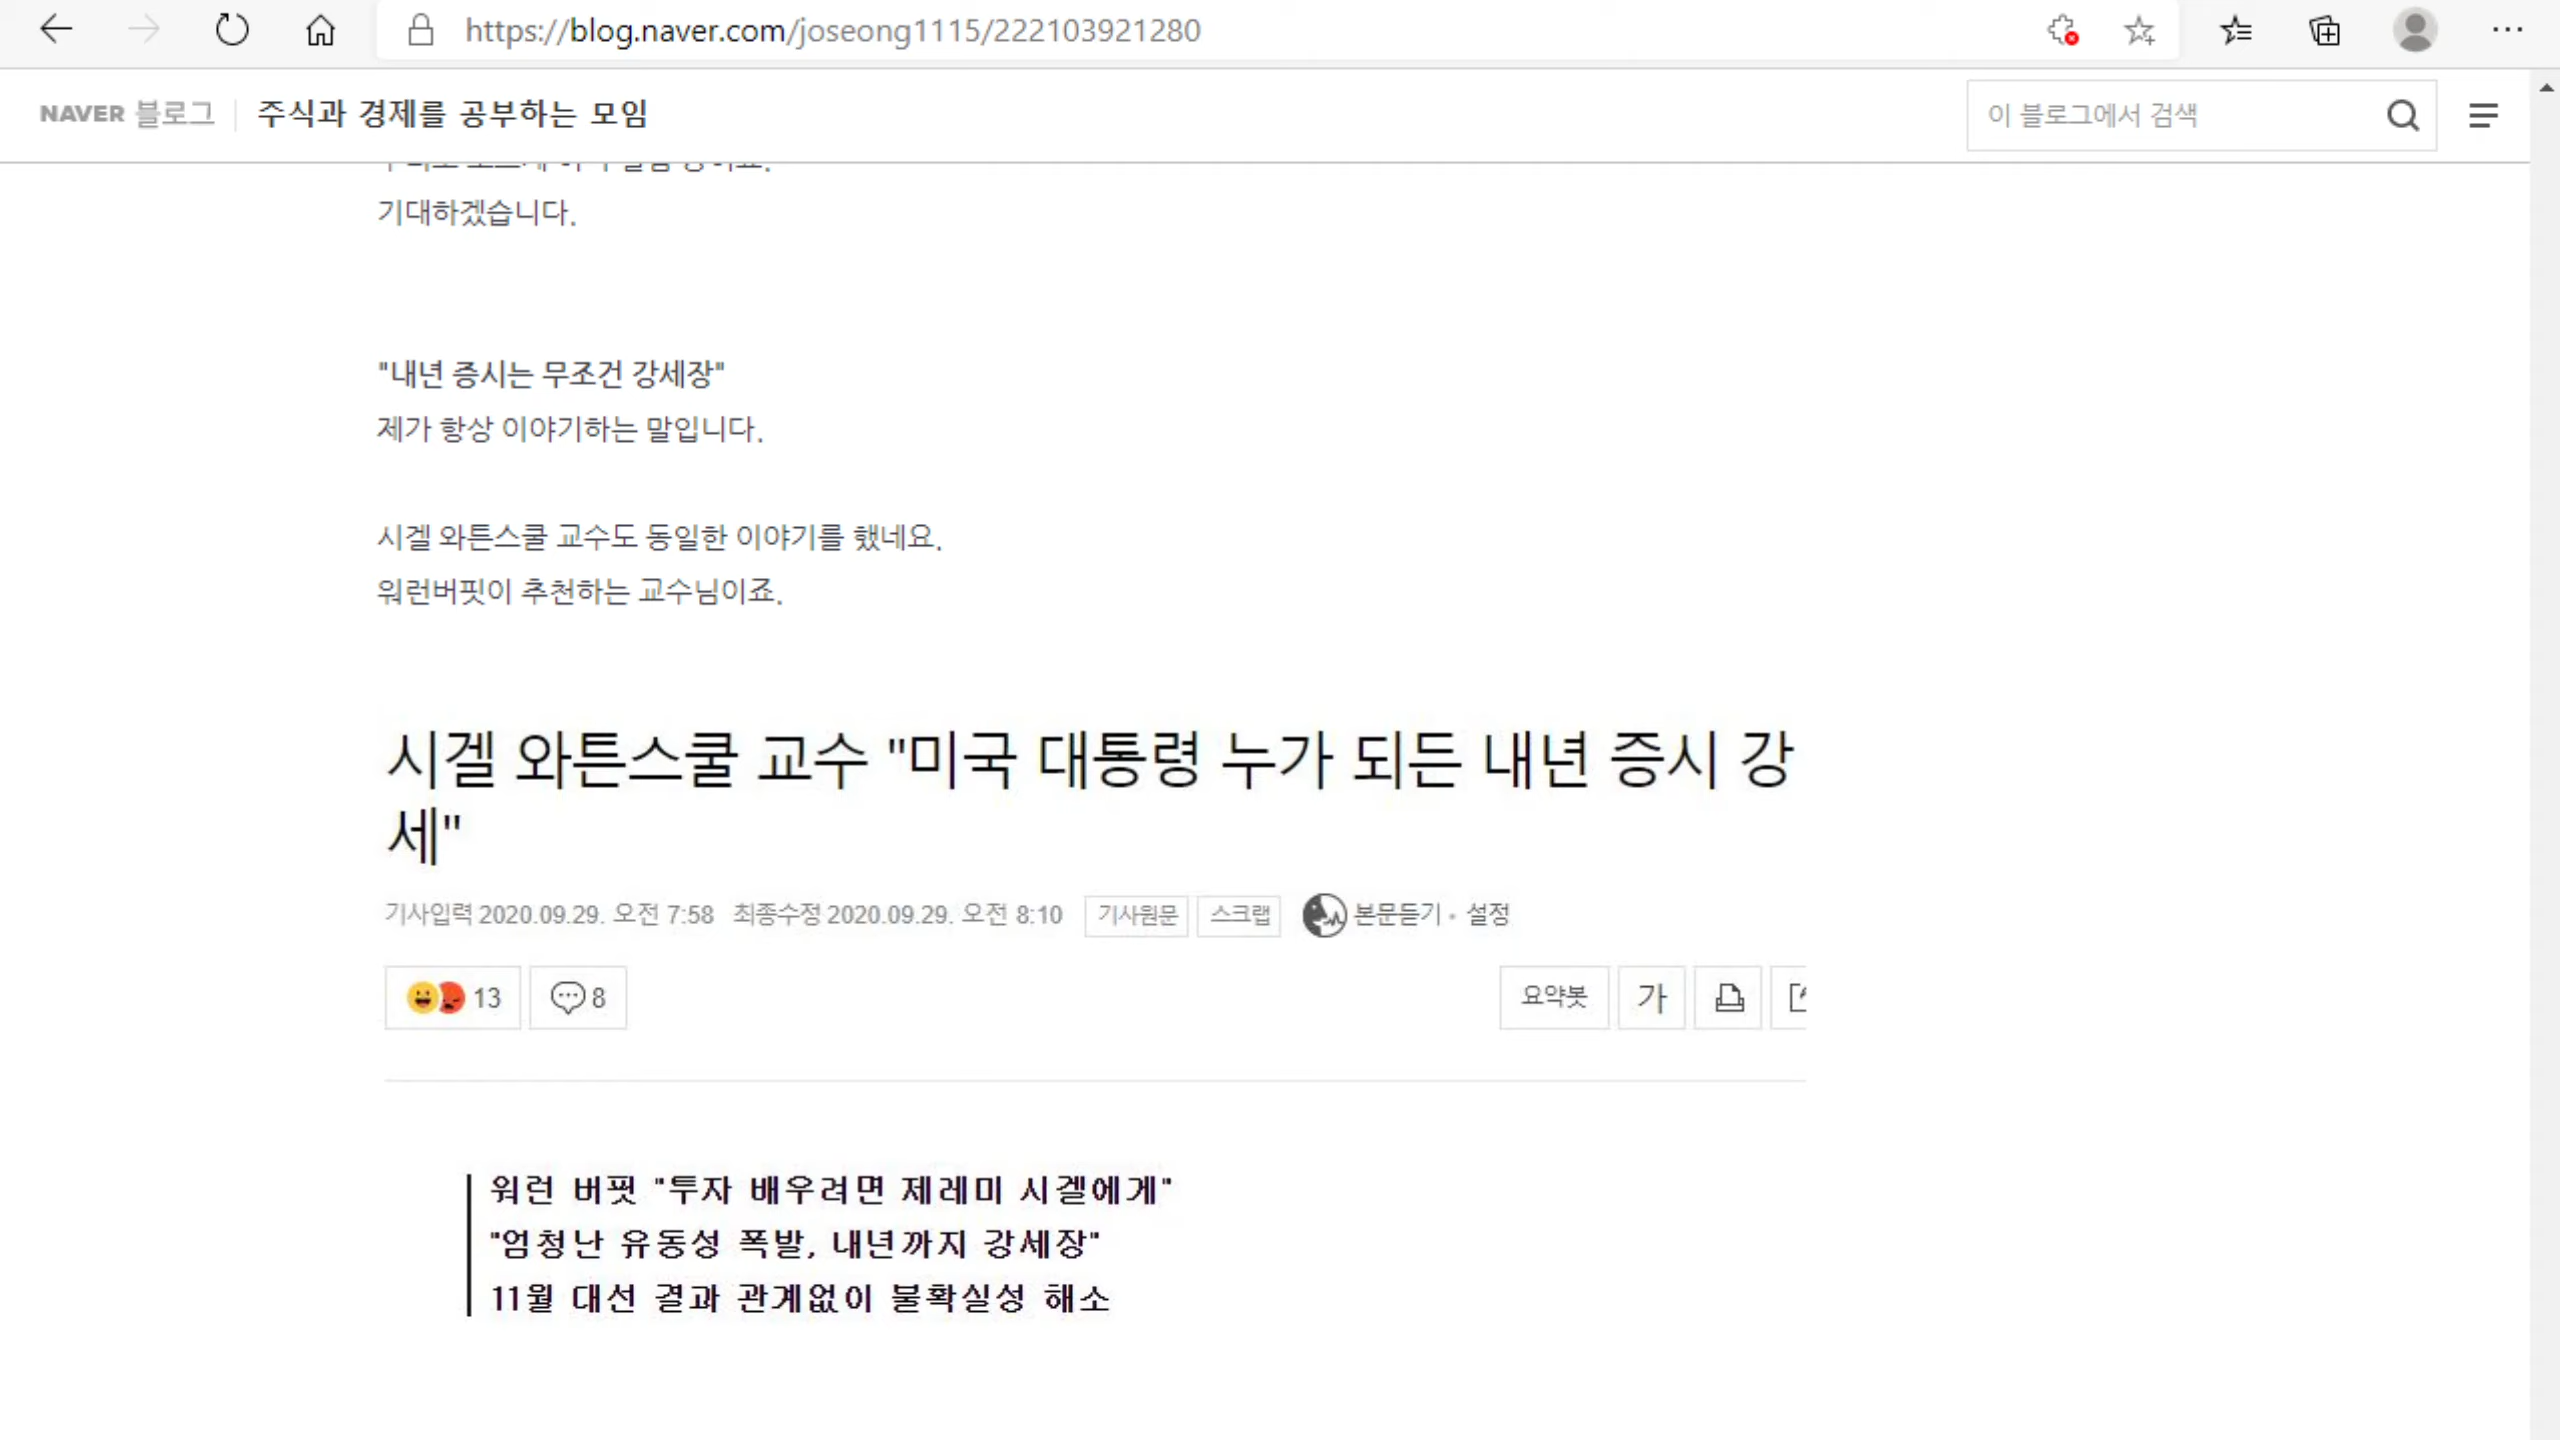 https://blog.naver.com/joseong1115/222103921280
NAVER 블로그 주식과 경제를 공부하는 모임
이 블로그에서 검색
기대하겠습니다.
"내년 증시는 무조건 강세장"
제가 항상 이야기하는 말입니다.
시겔 와튼스쿨 교수도 동일한 이야기를 했네요.
워런버핏이 추천하는 교수님이죠.
시겔 와튼스쿨 교수 "미국 대통령 누가 되든 내년 증시 강
세"
기사입력 2020.09.29. 오전 7:58 최종수정 2020.09.29. 오전 8:10 기사원문 스크랩 본문듣기 · 설정
13 8 요약봇 가
워런 버핏 "투자 배우려면 제레미 시겔에게"
"엄청난 유동성 폭발, 내년까지 강세장"
11월 대선 결과 관계없이 불확실성 해소